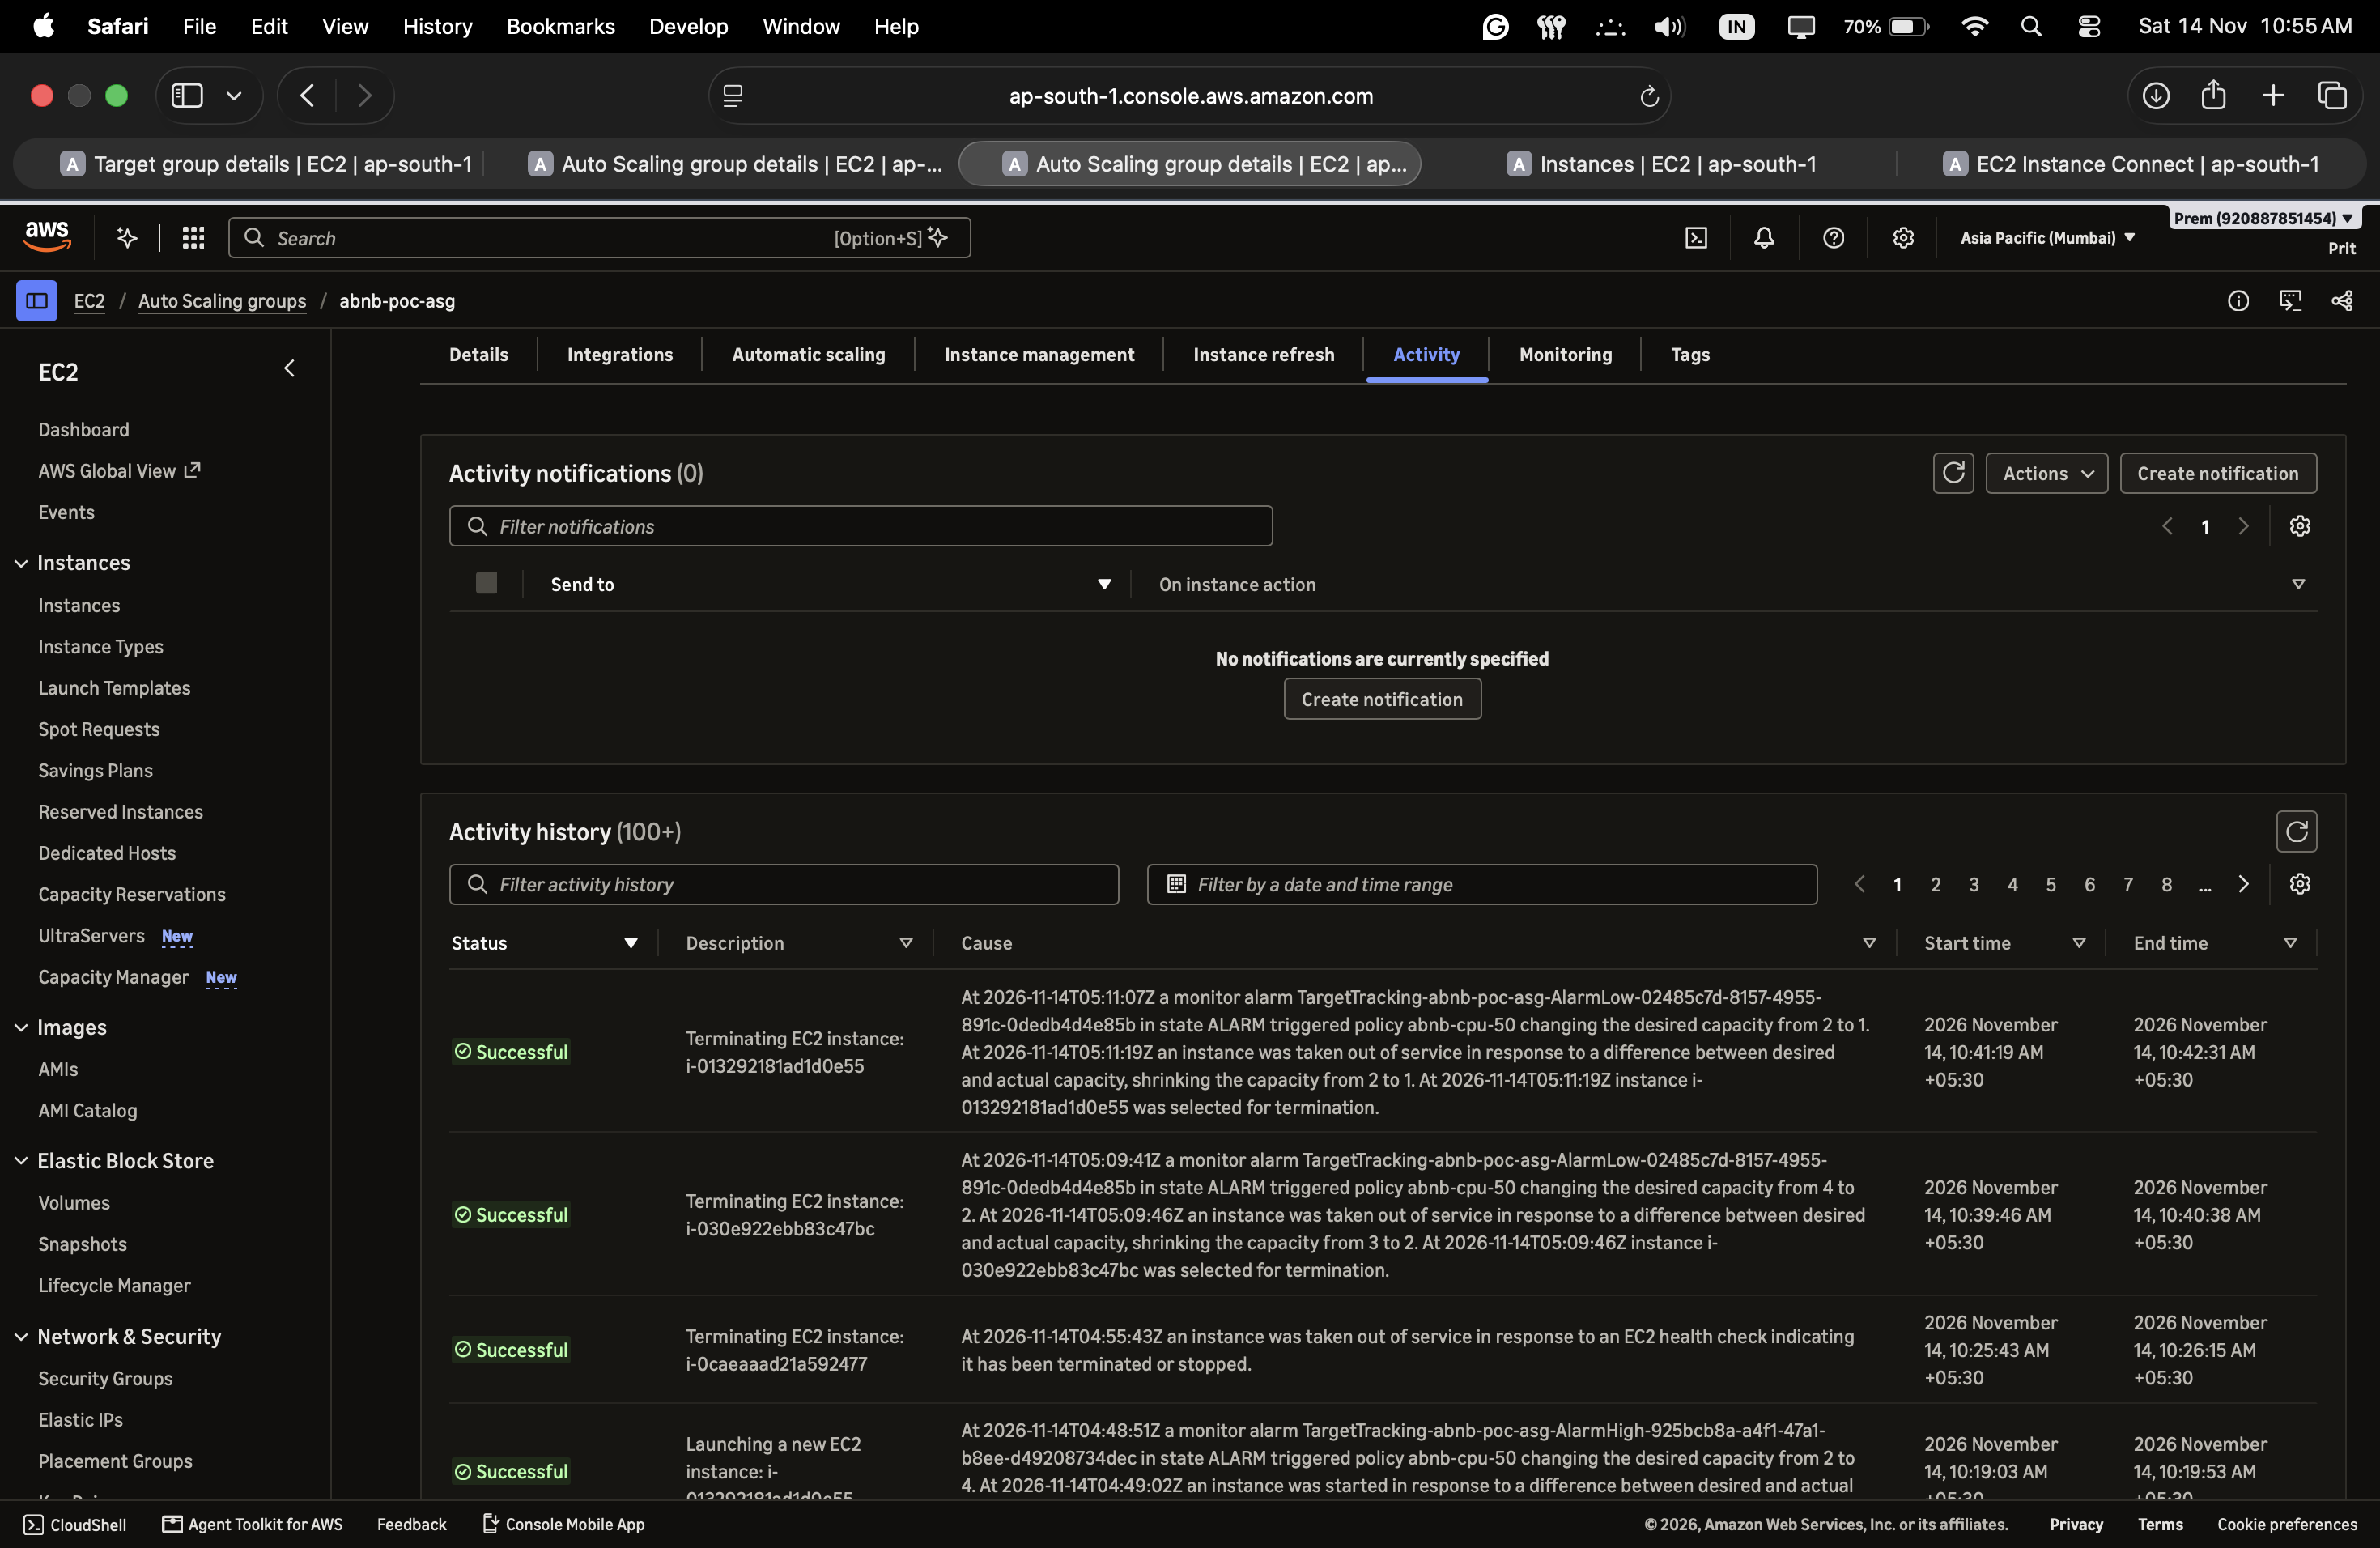 Safari File Edit View History Bookmarks Develop Window Help IN 70% Sat 14 Nov 10:55 AM
ap-south-1.console.aws.amazon.com
A Target group details | EC2 | ap-south-1 A Auto Scaling group details | EC2 | ap-... A Auto Scaling group details | EC2 | ap... A Instances | EC2 | ap-south-1 A EC2 Instance Connect | ap-south-1
aws Search [Option+S] Asia Pacific (Mumbai) Prem (920887851454)
Prit
EC2 / Auto Scaling groups / abnb-poc-asg
EC2
Dashboard
AWS Global View
Events
Instances
Instances
Instance Types
Launch Templates
Spot Requests
Savings Plans
Reserved Instances
Dedicated Hosts
Capacity Reservations
UltraServers New
Capacity Manager New
Images
AMIs
AMI Catalog
Elastic Block Store
Volumes
Snapshots
Lifecycle Manager
Network & Security
Security Groups
Elastic IPs
Placement Groups
Details Integrations Automatic scaling Instance management Instance refresh Activity Monitoring Tags
Activity notifications (0)
Actions Create notification
Filter notifications
1
Send to On instance action
No notifications are currently specified
Create notification
Activity history (100+)
Filter activity history Filter by a date and time range 1 2 3 4 5 6 7 8 ...
Status Description Cause Start time End time
Successful
Terminating EC2 instance:
i-013292181ad1d0e55
At 2026-11-14T05:11:07Z a monitor alarm TargetTracking-abnb-poc-asg-AlarmLow-02485c7d-8157-4955-
891c-0dedb4d4e85b in state ALARM triggered policy abnb-cpu-50 changing the desired capacity from 2 to 1.
At 2026-11-14T05:11:19Z an instance was taken out of service in response to a difference between desired
and actual capacity, shrinking the capacity from 2 to 1. At 2026-11-14T05:11:19Z instance i-
013292181ad1d0e55 was selected for termination.
2026 November
14, 10:41:19 AM
+05:30
2026 November
14, 10:42:31 AM
+05:30
Successful
Terminating EC2 instance:
i-030e922ebb83c47bc
At 2026-11-14T05:09:41Z a monitor alarm TargetTracking-abnb-poc-asg-AlarmLow-02485c7d-8157-4955-
891c-0dedb4d4e85b in state ALARM triggered policy abnb-cpu-50 changing the desired capacity from 4 to
2. At 2026-11-14T05:09:46Z an instance was taken out of service in response to a difference between desired
and actual capacity, shrinking the capacity from 3 to 2. At 2026-11-14T05:09:46Z instance i-
030e922ebb83c47bc was selected for termination.
2026 November
14, 10:39:46 AM
+05:30
2026 November
14, 10:40:38 AM
+05:30
Successful
Terminating EC2 instance:
i-0caeaaad21a592477
At 2026-11-14T04:55:43Z an instance was taken out of service in response to an EC2 health check indicating
it has been terminated or stopped.
2026 November
14, 10:25:43 AM
+05:30
2026 November
14, 10:26:15 AM
+05:30
Successful
Launching a new EC2
instance: i-
013292181ad1d0e55
At 2026-11-14T04:48:51Z a monitor alarm TargetTracking-abnb-poc-asg-AlarmHigh-925bcb8a-a4f1-47a1-
b8ee-d49208734dec in state ALARM triggered policy abnb-cpu-50 changing the desired capacity from 2 to
4. At 2026-11-14T04:49:02Z an instance was started in response to a difference between desired and actual
2026 November
14, 10:19:03 AM
+05:30
2026 November
14, 10:19:53 AM
+05:30
CloudShell Agent Toolkit for AWS Feedback Console Mobile App © 2026, Amazon Web Services, Inc. or its affiliates. Privacy Terms Cookie preferences